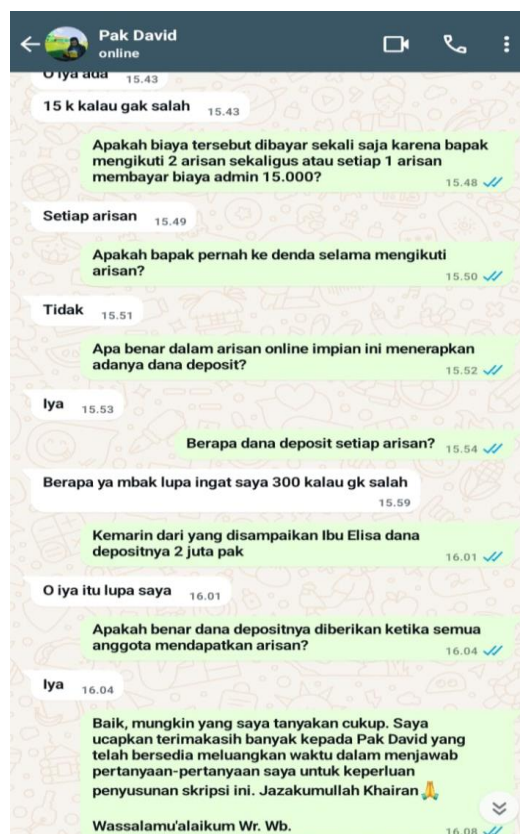 Pak David
online
O iya ada 15.43
15 k kalau gak salah 15.43
Apakah biaya tersebut dibayar sekali saja karena bapak
mengikuti 2 arisan sekaligus atau setiap 1 arisan
membayar biaya admin 15.000? 15.48
Setiap arisan 15.49
Apakah bapak pernah ke denda selama mengikuti
arisan? 15.50
Tidak 15.51
Apa benar dalam arisan online impian ini menerapkan
adanya dana deposit? 15.52
Iya 15.53
Berapa dana deposit setiap arisan? 15.54
Berapa ya mbak lupa ingat saya 300 kalau gk salah
15.59
Kemarin dari yang disampaikan Ibu Elisa dana
depositnya 2 juta pak 16.01
O iya itu lupa saya 16.01
Apakah benar dana depositnya diberikan ketika semua
anggota mendapatkan arisan? 16.04
Iya 16.04
Baik, mungkin yang saya tanyakan cukup. Saya
ucapkan terimakasih banyak kepada Pak David yang
telah bersedia meluangkan waktu dalam menjawab
pertanyaan-pertanyaan saya untuk keperluan
penyusunan skripsi ini. Jazakumullah Khairan🙏
Wassalamu'alaikum Wr. Wb. 16.08